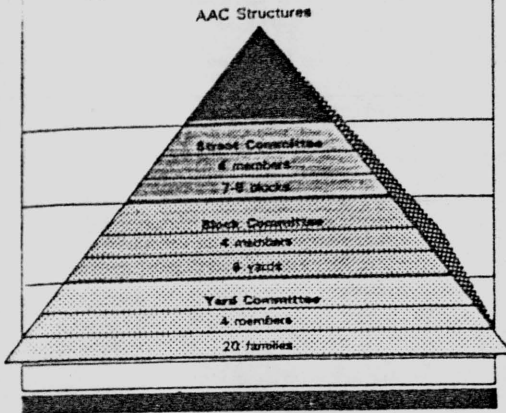 AAC Structures
Street Committee
members
7-8 blocks
Block Committee
4 members
yards
Yard Committee
4 members
20 families